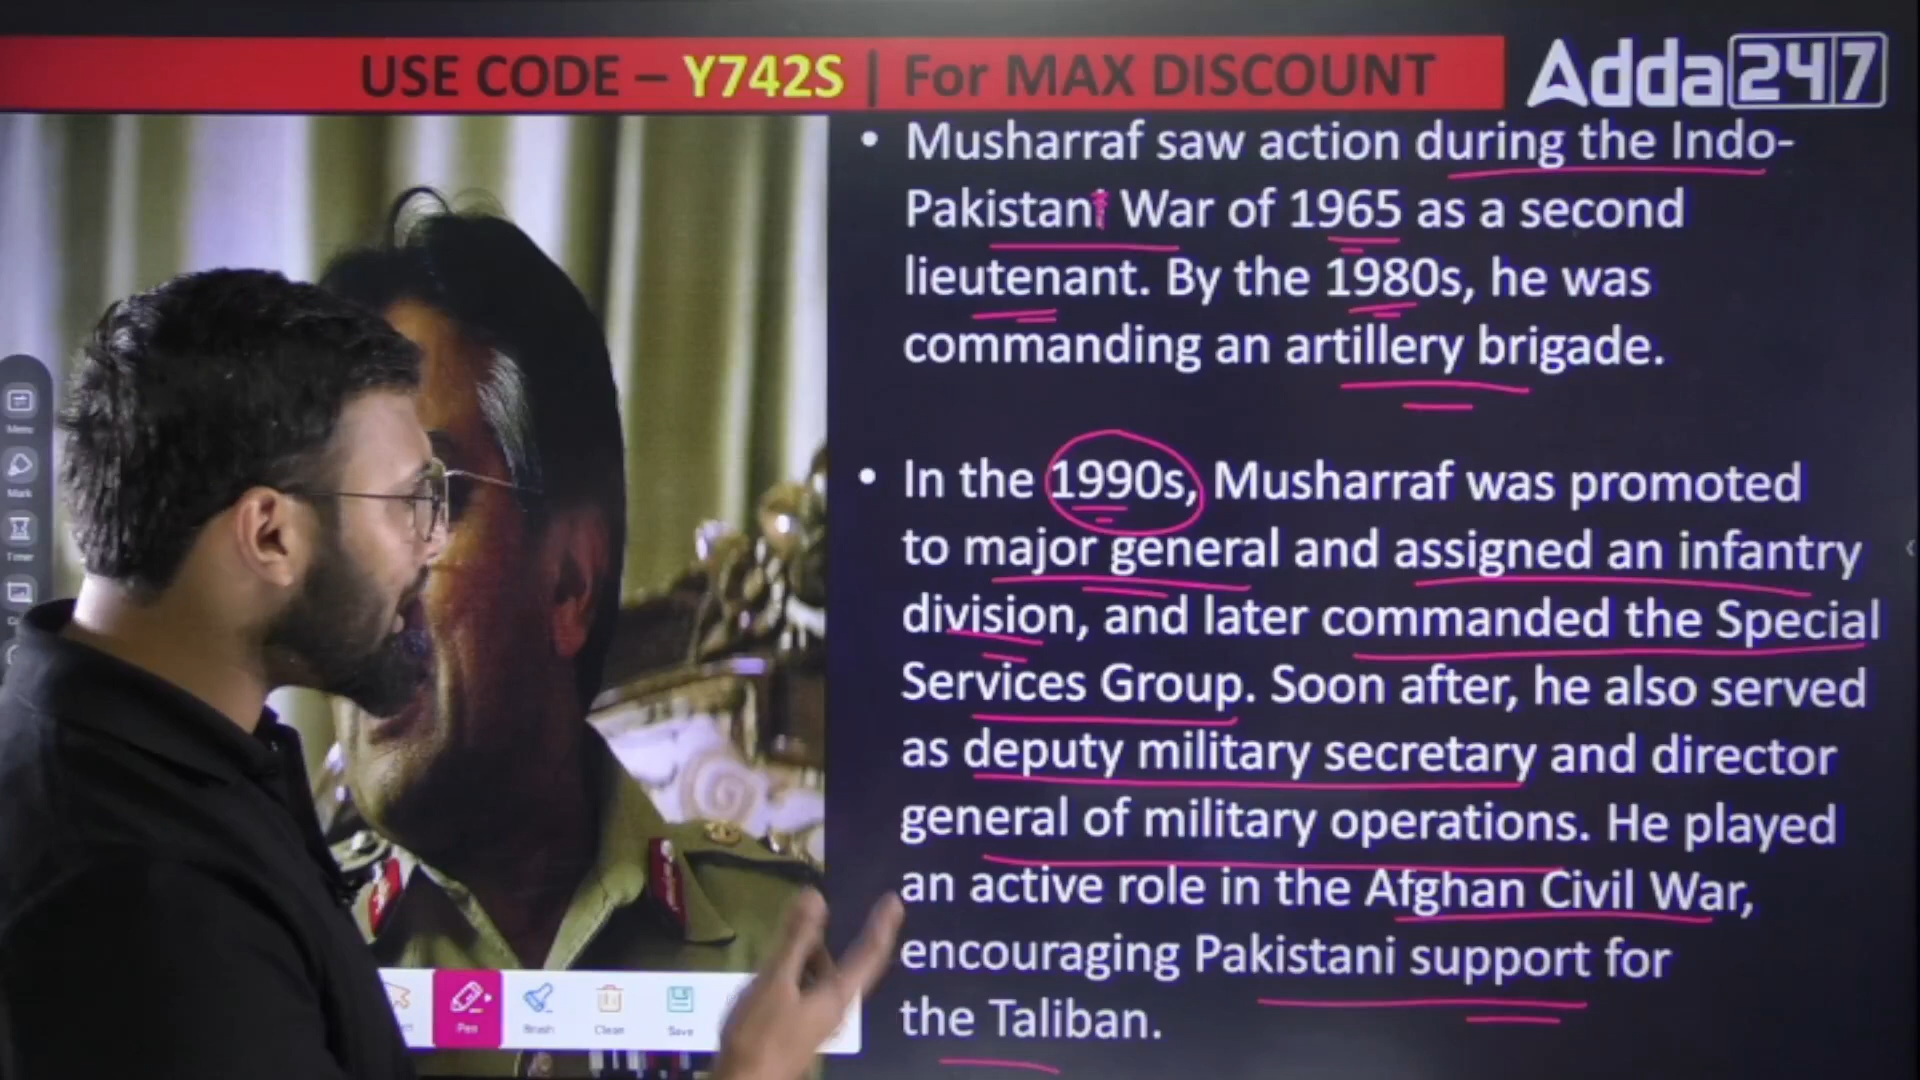 USE CODE – Y742S | For MAX DISCOUNT
Adda247
• Musharraf saw action during the Indo-
Pakistani War of 1965 as a second
lieutenant. By the 1980s, he was
commanding an artillery brigade.
• In the 1990s, Musharraf was promoted
to major general and assigned an infantry
division, and later commanded the Special
Services Group. Soon after, he also served
as deputy military secretary and director
general of military operations. He played
an active role in the Afghan Civil War,
encouraging Pakistani support for
the Taliban.
Menu
Mark
Timer
Pen
Brush
Clean
Save